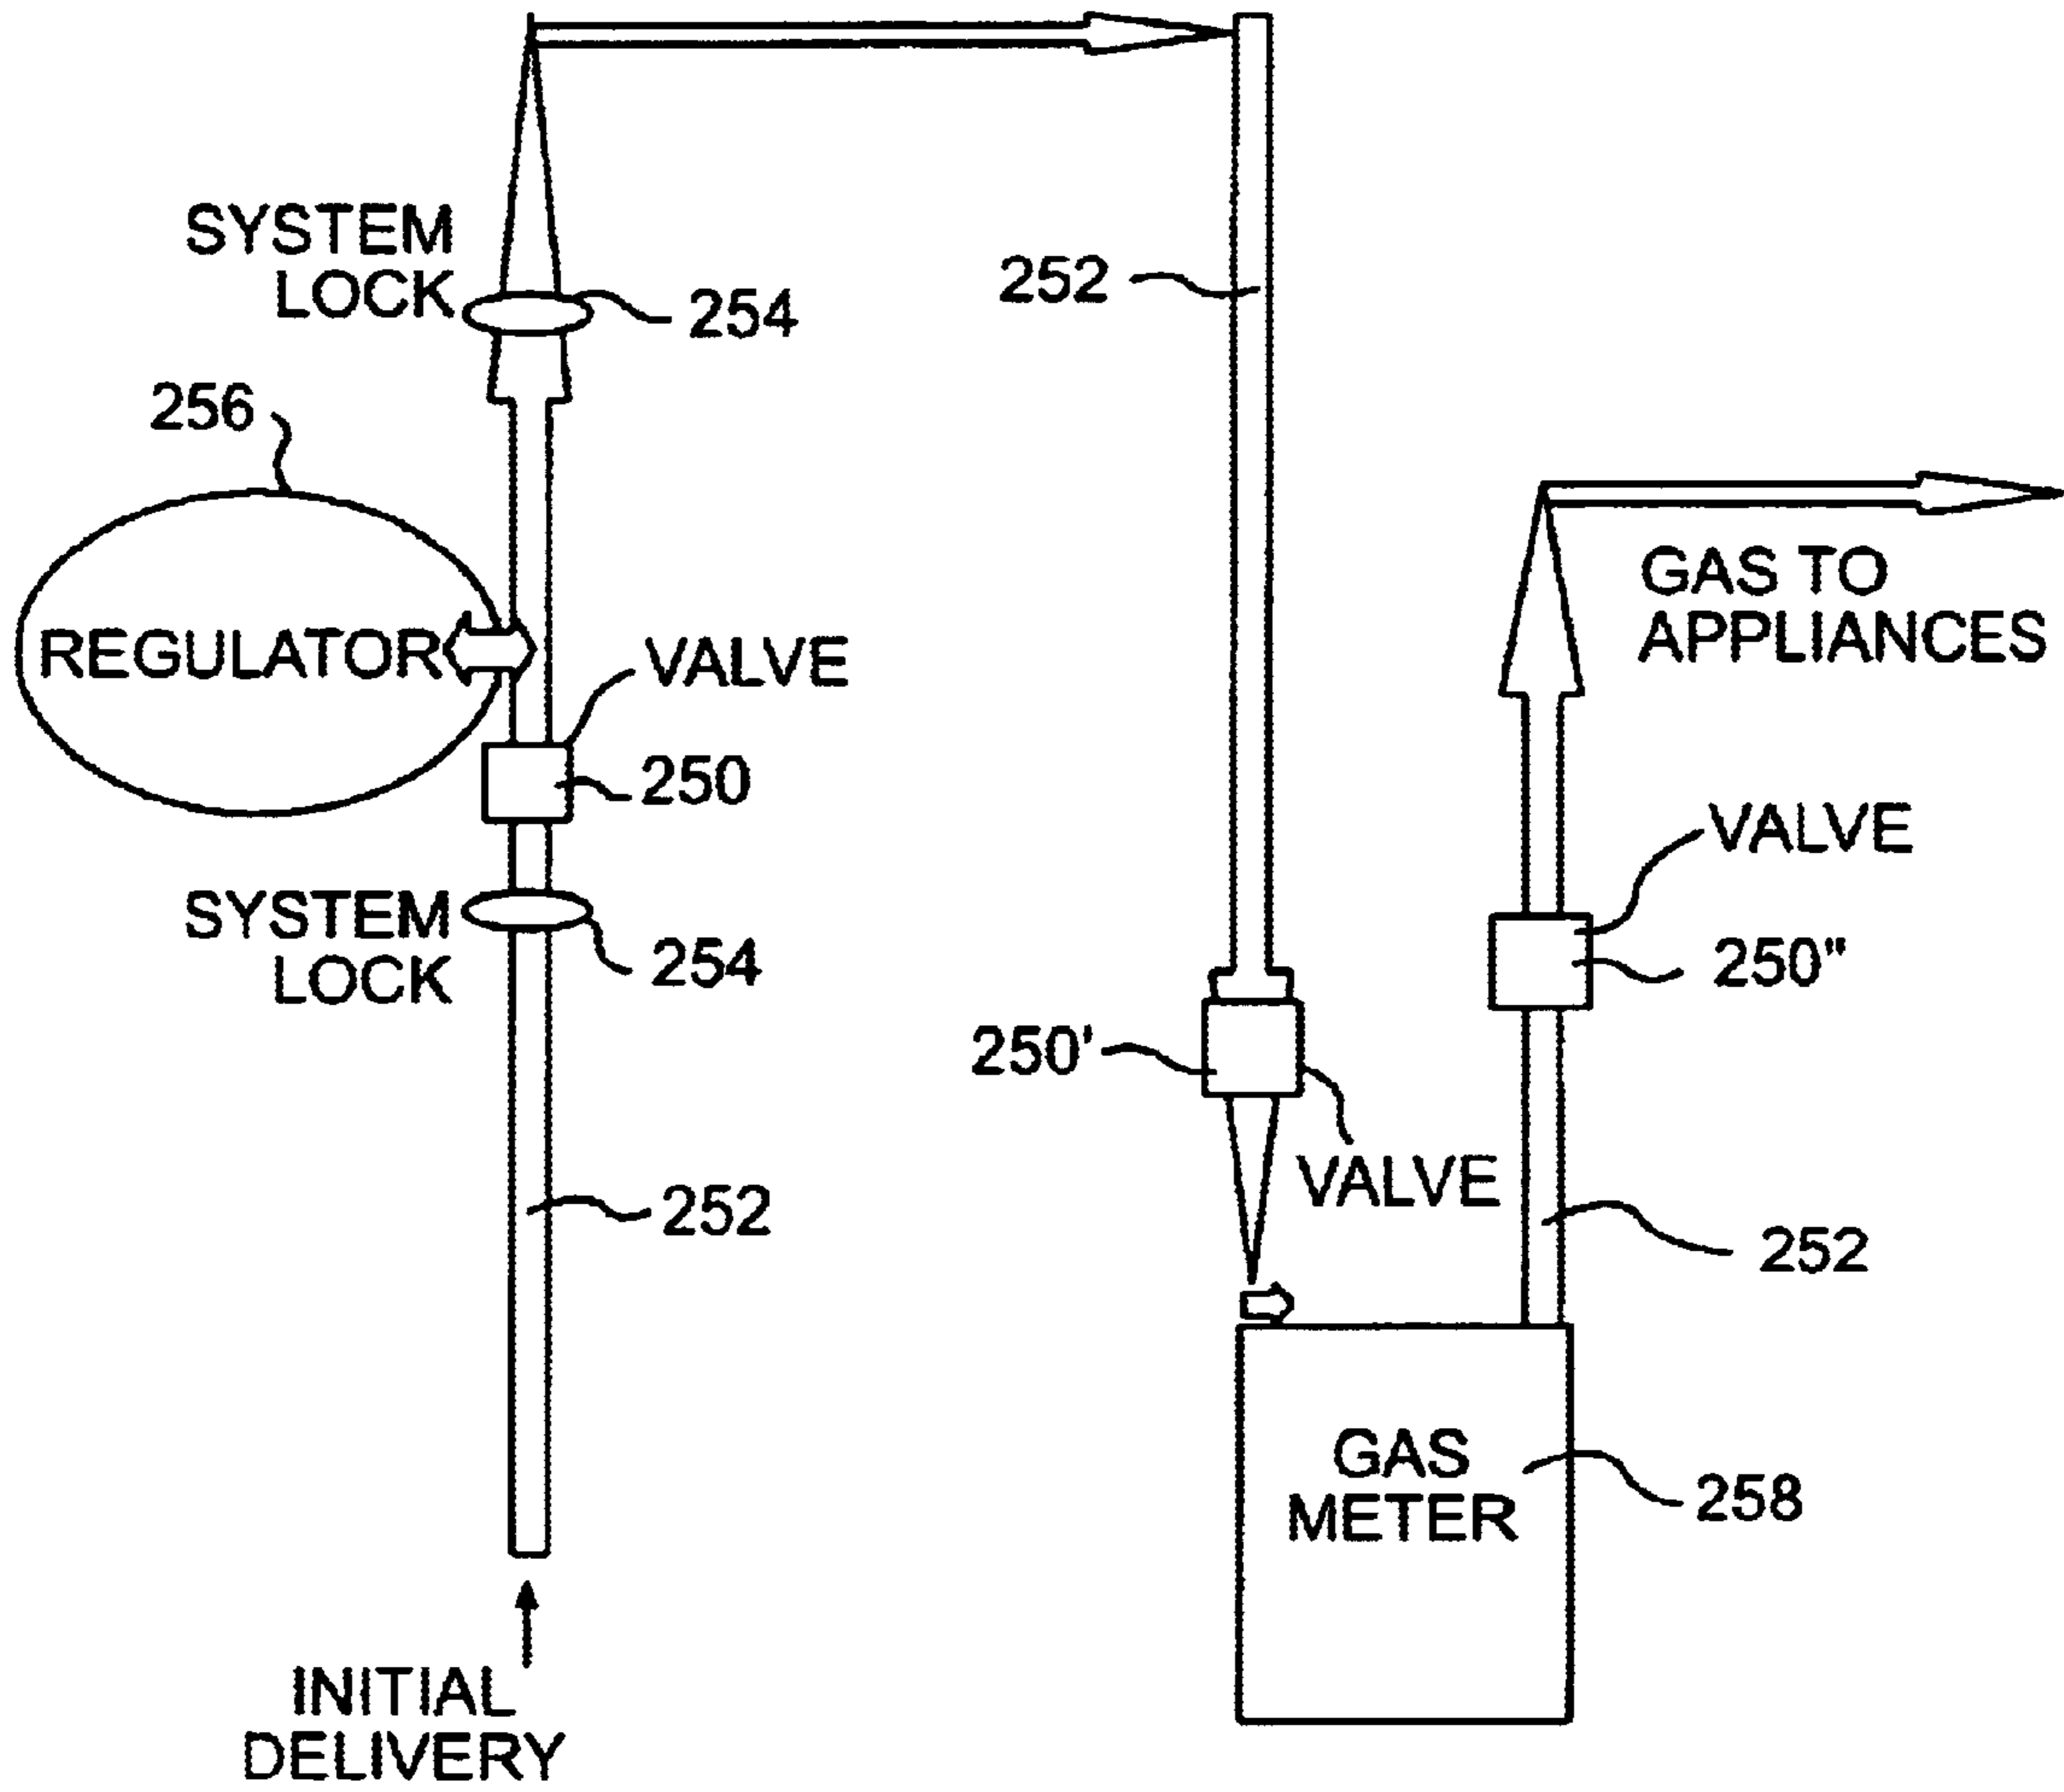 SYSTEM
LOCK
254
252
256
REGULATOR
VALVE
250
GAS TO
APPLIANCES
VALVE
250"
SYSTEM
LOCK
254
250'
VALVE
252
252
GAS
METER
258
INITIAL
DELIVERY